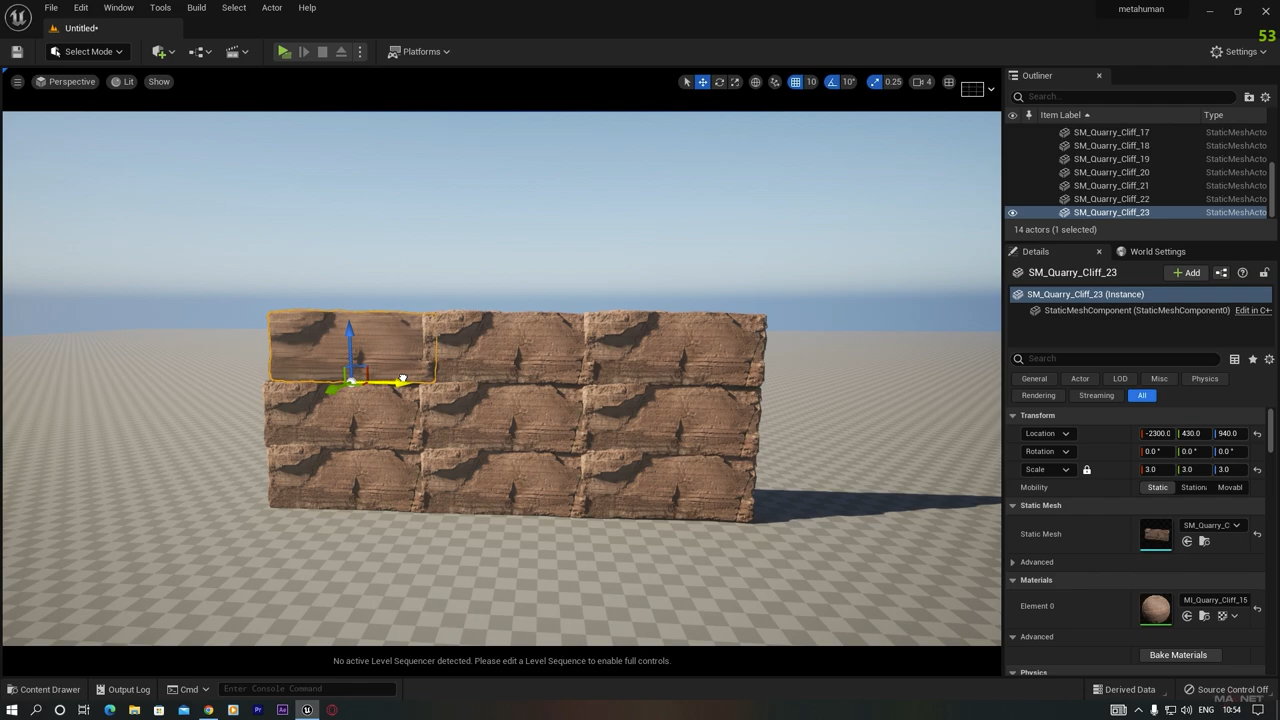 File Edit Window Tools Build Select Actor Help
metahuman
53
Untitled*
Select Mode
Platforms
Settings
Perspective Lit Show
10 10° 0.25 4
Outliner
Search...
Item Label Type
SM_Quarry_Cliff_17 StaticMeshActo
SM_Quarry_Cliff_18 StaticMeshActo
SM_Quarry_Cliff_19 StaticMeshActo
SM_Quarry_Cliff_20 StaticMeshActo
SM_Quarry_Cliff_21 StaticMeshActo
SM_Quarry_Cliff_22 StaticMeshActo
SM_Quarry_Cliff_23 StaticMeshActo
14 actors (1 selected)
Details World Settings
SM_Quarry_Cliff_23 Add
SM_Quarry_Cliff_23 (Instance)
StaticMeshComponent (StaticMeshComponent0) Edit in C+
Search
General Actor LOD Misc Physics
Rendering Streaming All
Transform
Location -2300.0 430.0 940.0
Rotation 0.0 ° 0.0 ° 0.0 °
Scale 3.0 3.0 3.0
Mobility Static Station Movabl
Static Mesh
Static Mesh SM_Quarry_C
Advanced
Materials
Element 0 MI_Quarry_Cliff_15
Advanced
Bake Materials
Physics
No active Level Sequencer detected. Please edit a Level Sequence to enable full controls.
Content Drawer Output Log Cmd Enter Console Command
Derived Data Source Control Off
ENG 10:54